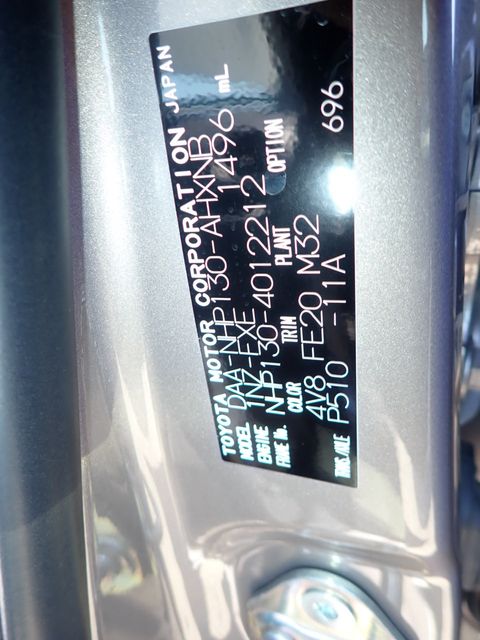 TOYOTA MOTOR CORPORATION JAPAN
MODEL DAA-NHP130-AHXNB
ENGINE 1NZ-FXE 1496 mL
FRAME No. NHP130-4012212
COLOR TRIM PLANT OPTION
4V8 FE20 M32
TRNS./AXLE P510 -11A 696